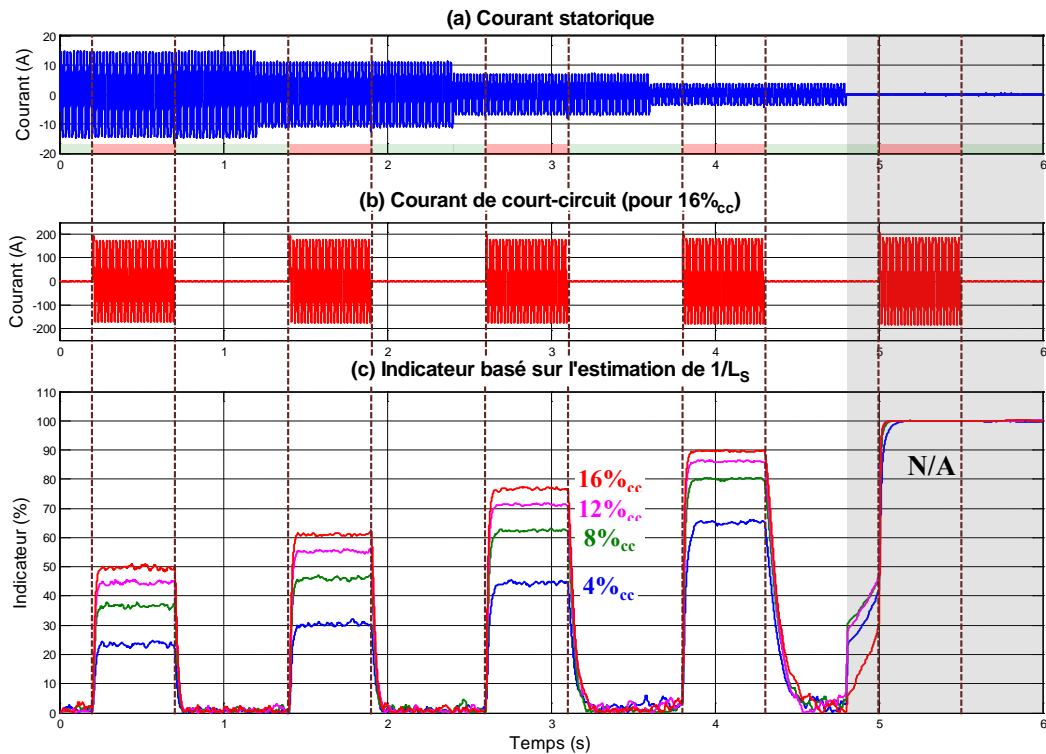 (a) Courant statorique
Courant (A)
20
10
0
-10
-20
0 1 2 3 4 5 6
(b) Courant de court-circuit (pour 16%cc)
Courant (A)
200
100
0
-100
-200
0 1 2 3 4 5 6
(c) Indicateur basé sur l'estimation de 1/LS
Indicateur (%)
110
100
90
80
70
60
50
40
30
20
10
0
16%cc
12%cc
8%cc
4%cc
N/A
0 1 2 3 4 5 6
Temps (s)